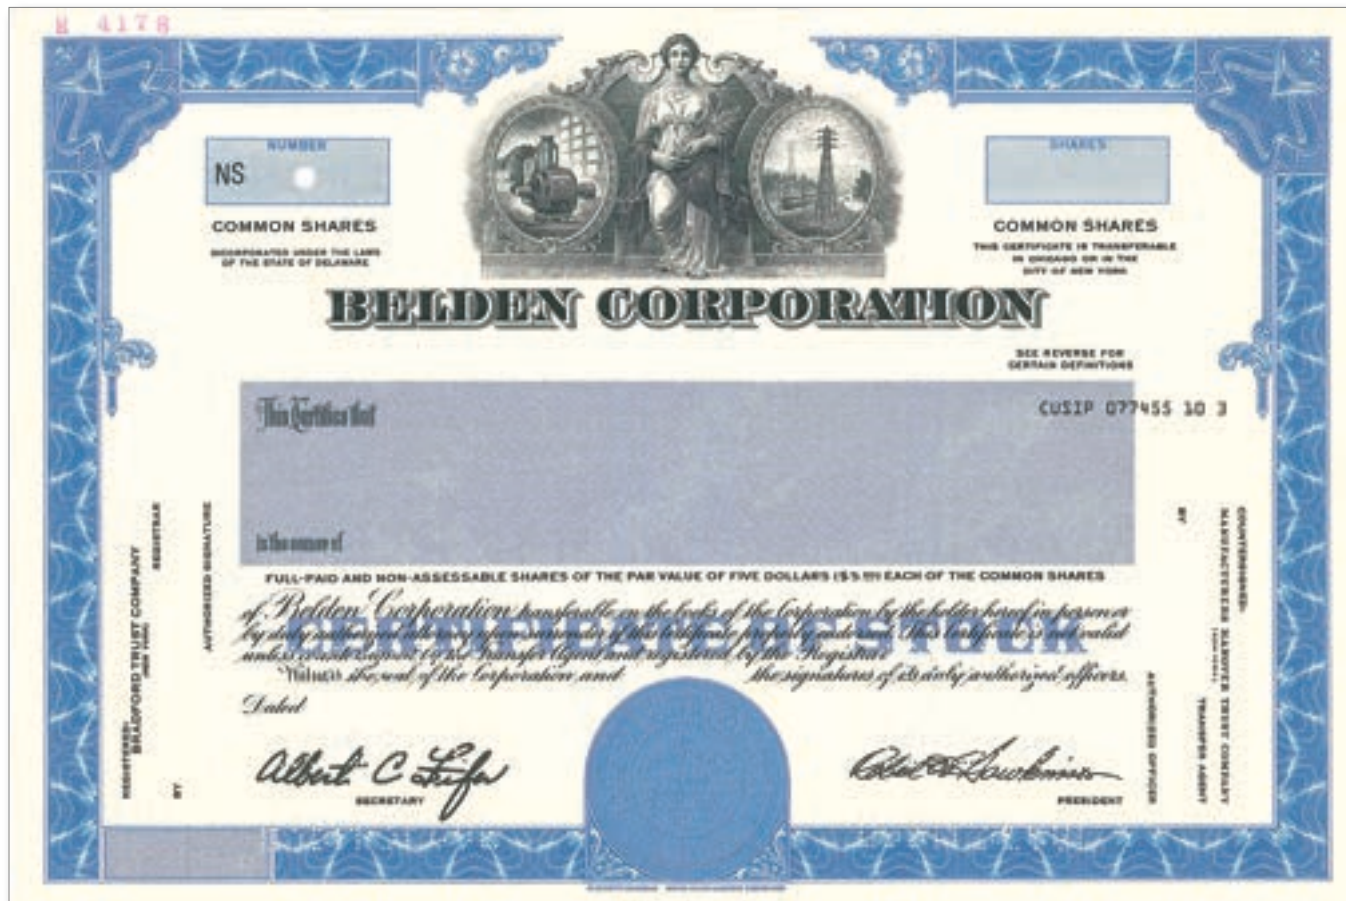 4178
NUMBER
NS
COMMON SHARES
INCORPORATED UNDER THE LAWS
OF THE STATE OF DELAWARE
SHARES
COMMON SHARES
THIS CERTIFICATE IS TRANSFERABLE
IN CHICAGO OR IN THE
CITY OF NEW YORK
BELDEN CORPORATION
SEE REVERSE FOR
CERTAIN DEFINITIONS
This Certifies that
CUSIP 077455 10 3
is the owner of
FULL-PAID AND NON-ASSESSABLE SHARES OF THE PAR VALUE OF FIVE DOLLARS ($5 EACH OF THE COMMON SHARES
of Belden Corporation transferable on the books of the Corporation by the holder hereof in person or
by duly authorized attorney upon surrender of this Certificate properly endorsed. This Certificate is not valid
unless countersigned by the Transfer Agent and registered by the Registrar.
CERTIFICATE OF STOCK
Witness the seal of the Corporation and the signatures of its duly authorized officers.
Dated
Albert C
SECRETARY
PRESIDENT
REGISTERED:
BRADFORD TRUST COMPANY
(NEW YORK)
REGISTRAR
BY
AUTHORIZED SIGNATURE
COUNTERSIGNED:
MANUFACTURERS HANOVER TRUST COMPANY
TRANSFER AGENT
BY
AUTHORIZED OFFICER